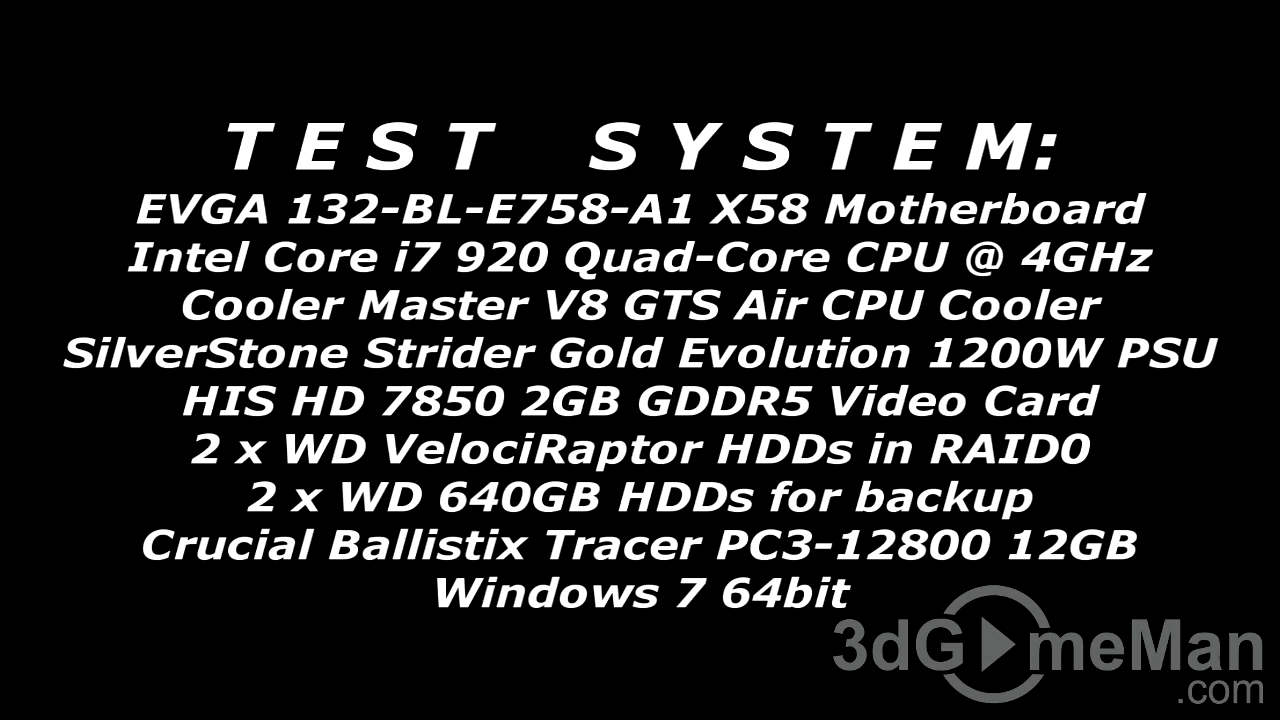 T E S T   S Y S T E M:
EVGA 132-BL-E758-A1 X58 Motherboard
Intel Core i7 920 Quad-Core CPU @ 4GHz
Cooler Master V8 GTS Air CPU Cooler
SilverStone Strider Gold Evolution 1200W PSU
HIS HD 7850 2GB GDDR5 Video Card
2 x WD VelociRaptor HDDs in RAID0
2 x WD 640GB HDDs for backup
Crucial Ballistix Tracer PC3-12800 12GB
Windows 7 64bit
3dGameMan
.com